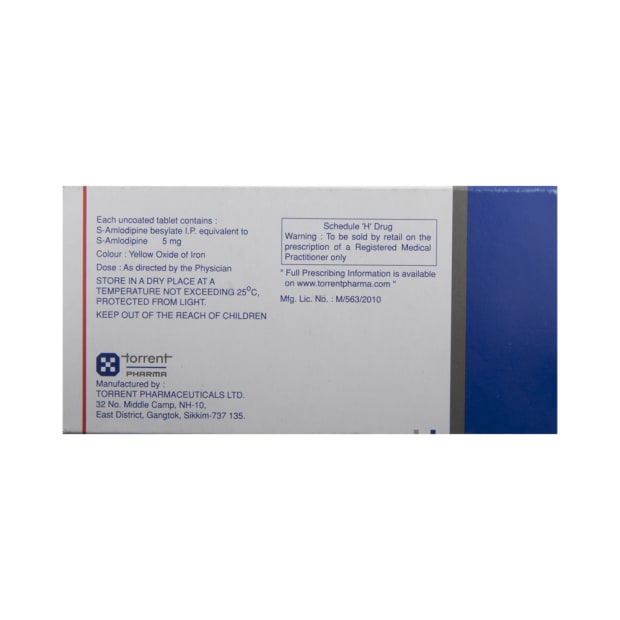 Each uncoated tablet contains :
S-Amlodipine besylate I.P. equivalent to
S-Amlodipine 5 mg
Colour : Yellow Oxide of Iron
Dose : As directed by the Physician
STORE IN A DRY PLACE AT A
TEMPERATURE NOT EXCEEDING 25⁰C,
PROTECTED FROM LIGHT.
KEEP OUT OF THE REACH OF CHILDREN
torrent
PHARMA
Manufactured by :
TORRENT PHARMACEUTICALS LTD.
32 No. Middle Camp, NH-10,
East District, Gangtok, Sikkim-737 135.
Schedule 'H' Drug
Warning : To be sold by retail on the
prescription of a Registered Medical
Practitioner only
" Full Prescribing Information is available
on www.torrentpharma.com "
Mfg. Lic. No. : M/563/2010